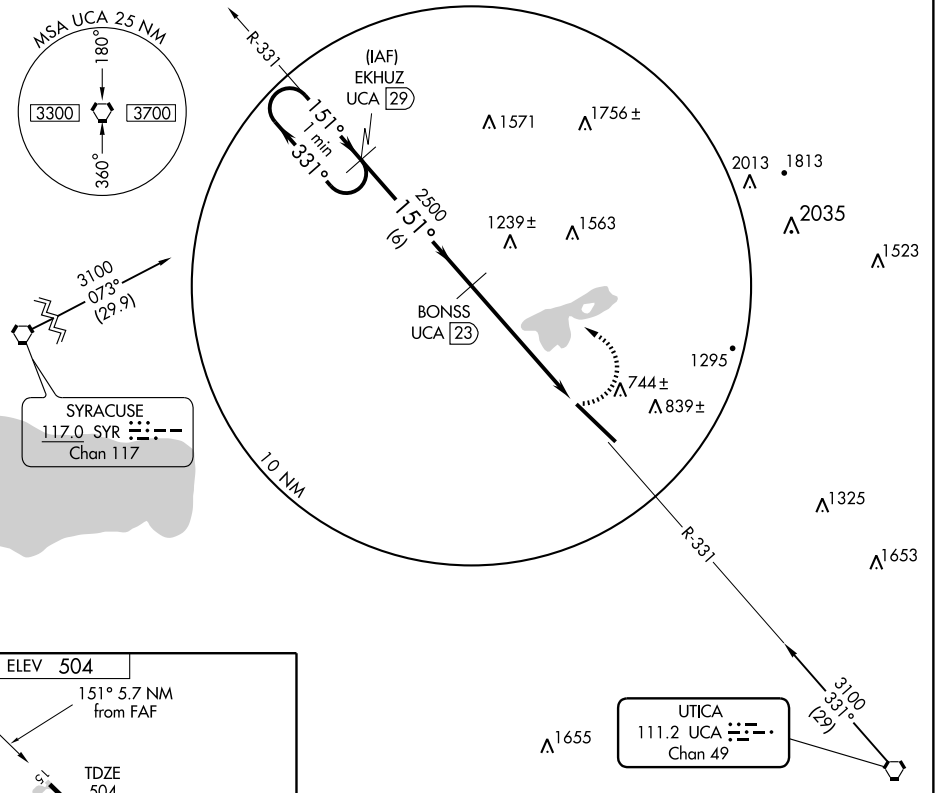 MSA UCA 25 NM
180°
3300
3700
360°
R-331
(IAF)
EKHUZ
UCA 29
151°
1 min
331°
1571
1756±
2013
1813
2035
1523
2500
151°
(6)
1239±
1563
3100
073°
(29.9)
BONSS
UCA 23
1295
744±
839±
SYRACUSE
117.0 SYR
Chan 117
10 NM
1325
R-331
1653
3100
331°
(29)
UTICA
111.2 UCA
Chan 49
1655
ELEV 504
151° 5.7 NM
from FAF
15
TDZE
504